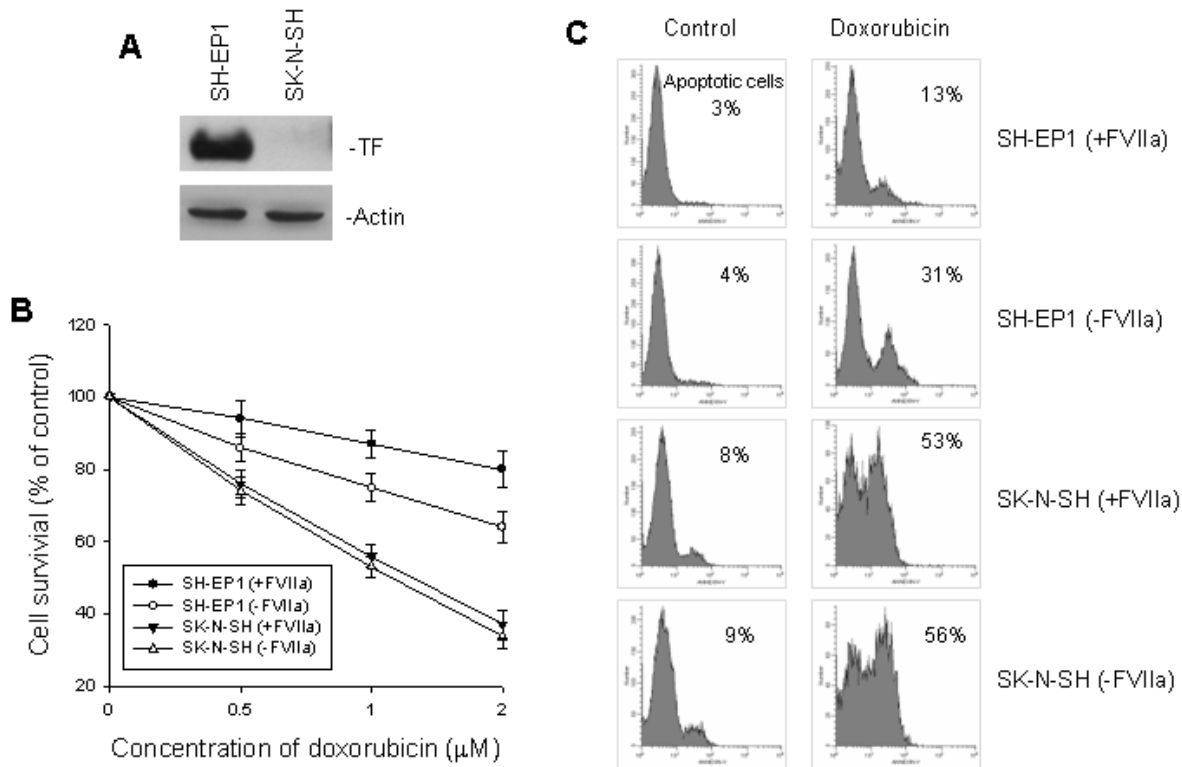 A
SH-EP1
SK-N-SH
-TF
-Actin
B
120
100
80
60
40
20
Cell survivial (% of control)
SH-EP1 (+FVIIa)
SH-EP1 (-FVIIa)
SK-N-SH (+FVIIa)
SK-N-SH (-FVIIa)
0
0.5
1
2
Concentration of doxorubicin (μM)
C
Control
Doxorubicin
Apoptotic cells
3%
13%
SH-EP1 (+FVIIa)
4%
31%
SH-EP1 (-FVIIa)
8%
53%
SK-N-SH (+FVIIa)
9%
56%
SK-N-SH (-FVIIa)